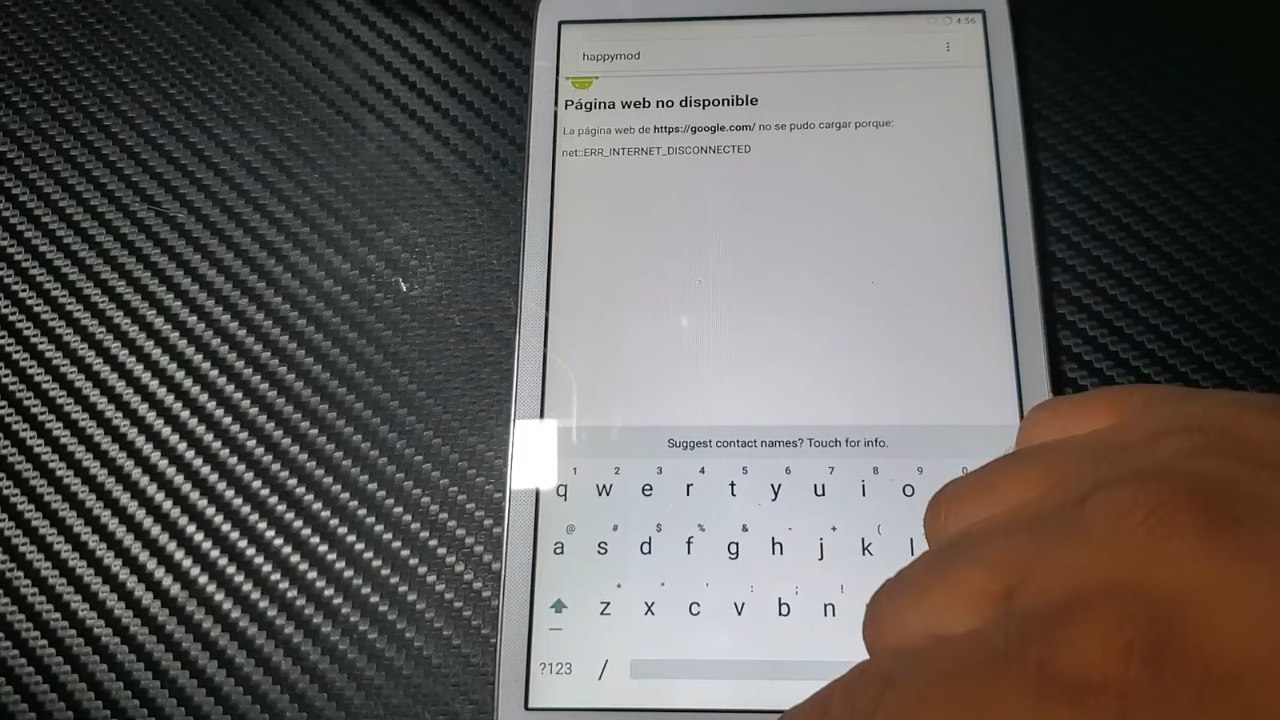 4:56
happymod
Página web no disponible
La página web de https://google.com/ no se pudo cargar porque:
net::ERR_INTERNET_DISCONNECTED
Suggest contact names? Touch for info.
1 2 3 4 5 6 7 8 9 0
q w e r t y u i o
@ # $ % & - + (
a s d f g h j k l
* " ' : ; !
z x c v b n
?123 /